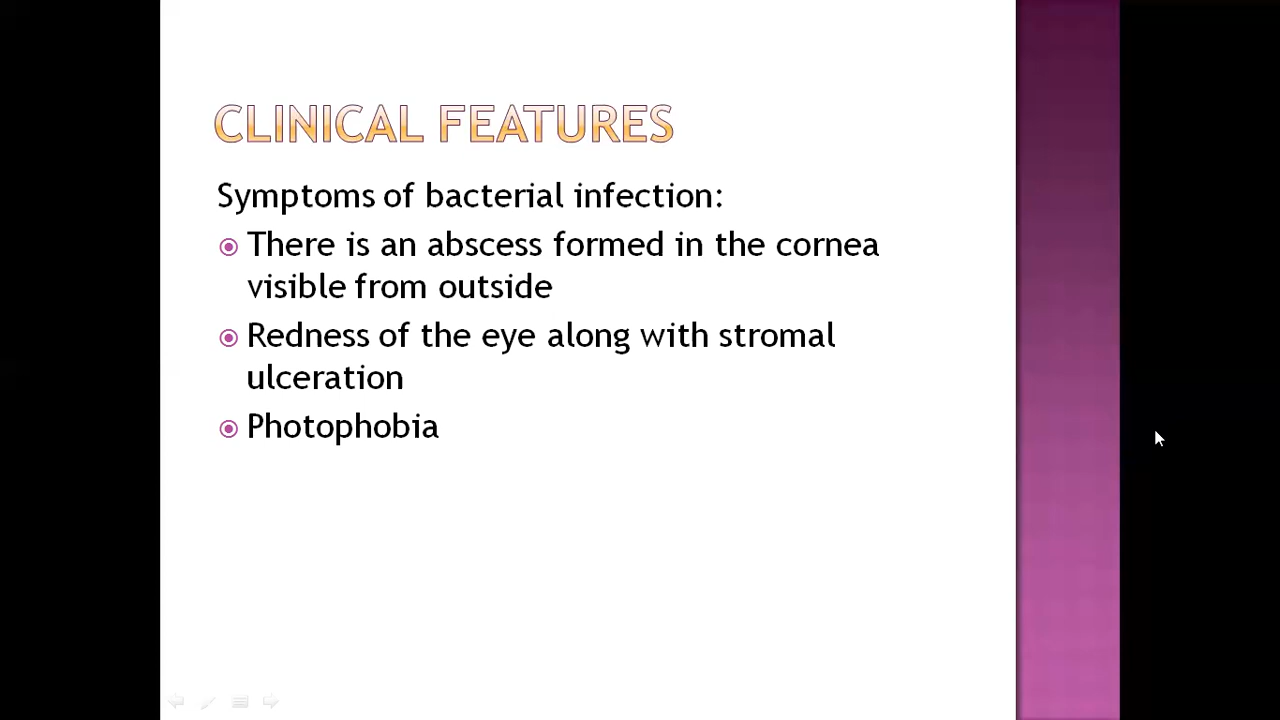 CLINICAL FEATURES
Symptoms of bacterial infection:
There is an abscess formed in the cornea
visible from outside
Redness of the eye along with stromal
ulceration
Photophobia